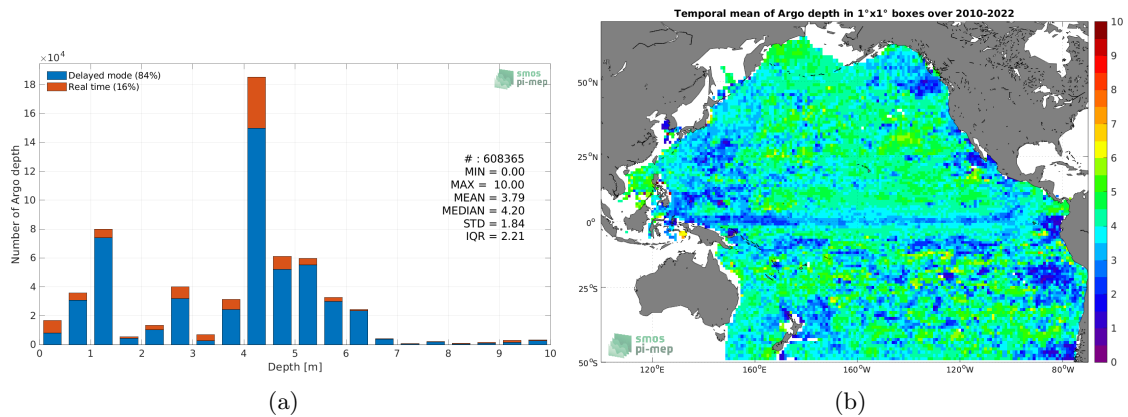 ×10⁴
18
16
14
12
10
8
6
4
2
0
Number of Argo depth
Delayed mode (84%)
Real time (16%)
smos
pi-mep
# : 608365
MIN = 0.00
MAX = 10.00
MEAN = 3.79
MEDIAN = 4.20
STD = 1.84
IQR = 2.21
0 1 2 3 4 5 6 7 8 9 10
Depth [m]
(a)
Temporal mean of Argo depth in 1°x1° boxes over 2010-2022
50°N
25°N
0°
25°S
50°S
smos
pi-mep
120°E 160°E 160°W 120°W 80°W
10
9
8
7
6
5
4
3
2
1
0
(b)